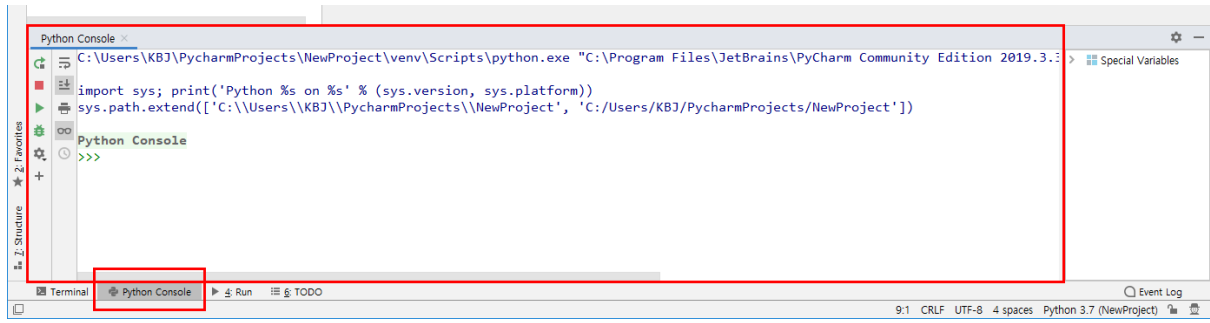 Python Console
C:\Users\KBJ\PycharmProjects\NewProject\venv\Scripts\python.exe "C:\Program Files\JetBrains\PyCharm Community Edition 2019.3.3
Special Variables
import sys; print('Python %s on %s' % (sys.version, sys.platform))
sys.path.extend(['C:\\Users\\KBJ\\PycharmProjects\\NewProject', 'C:/Users/KBJ/PycharmProjects/NewProject'])
Python Console
>>>
2: Favorites
7: Structure
Terminal Python Console 4: Run 6: TODO Event Log
9:1 CRLF UTF-8 4 spaces Python 3.7 (NewProject)